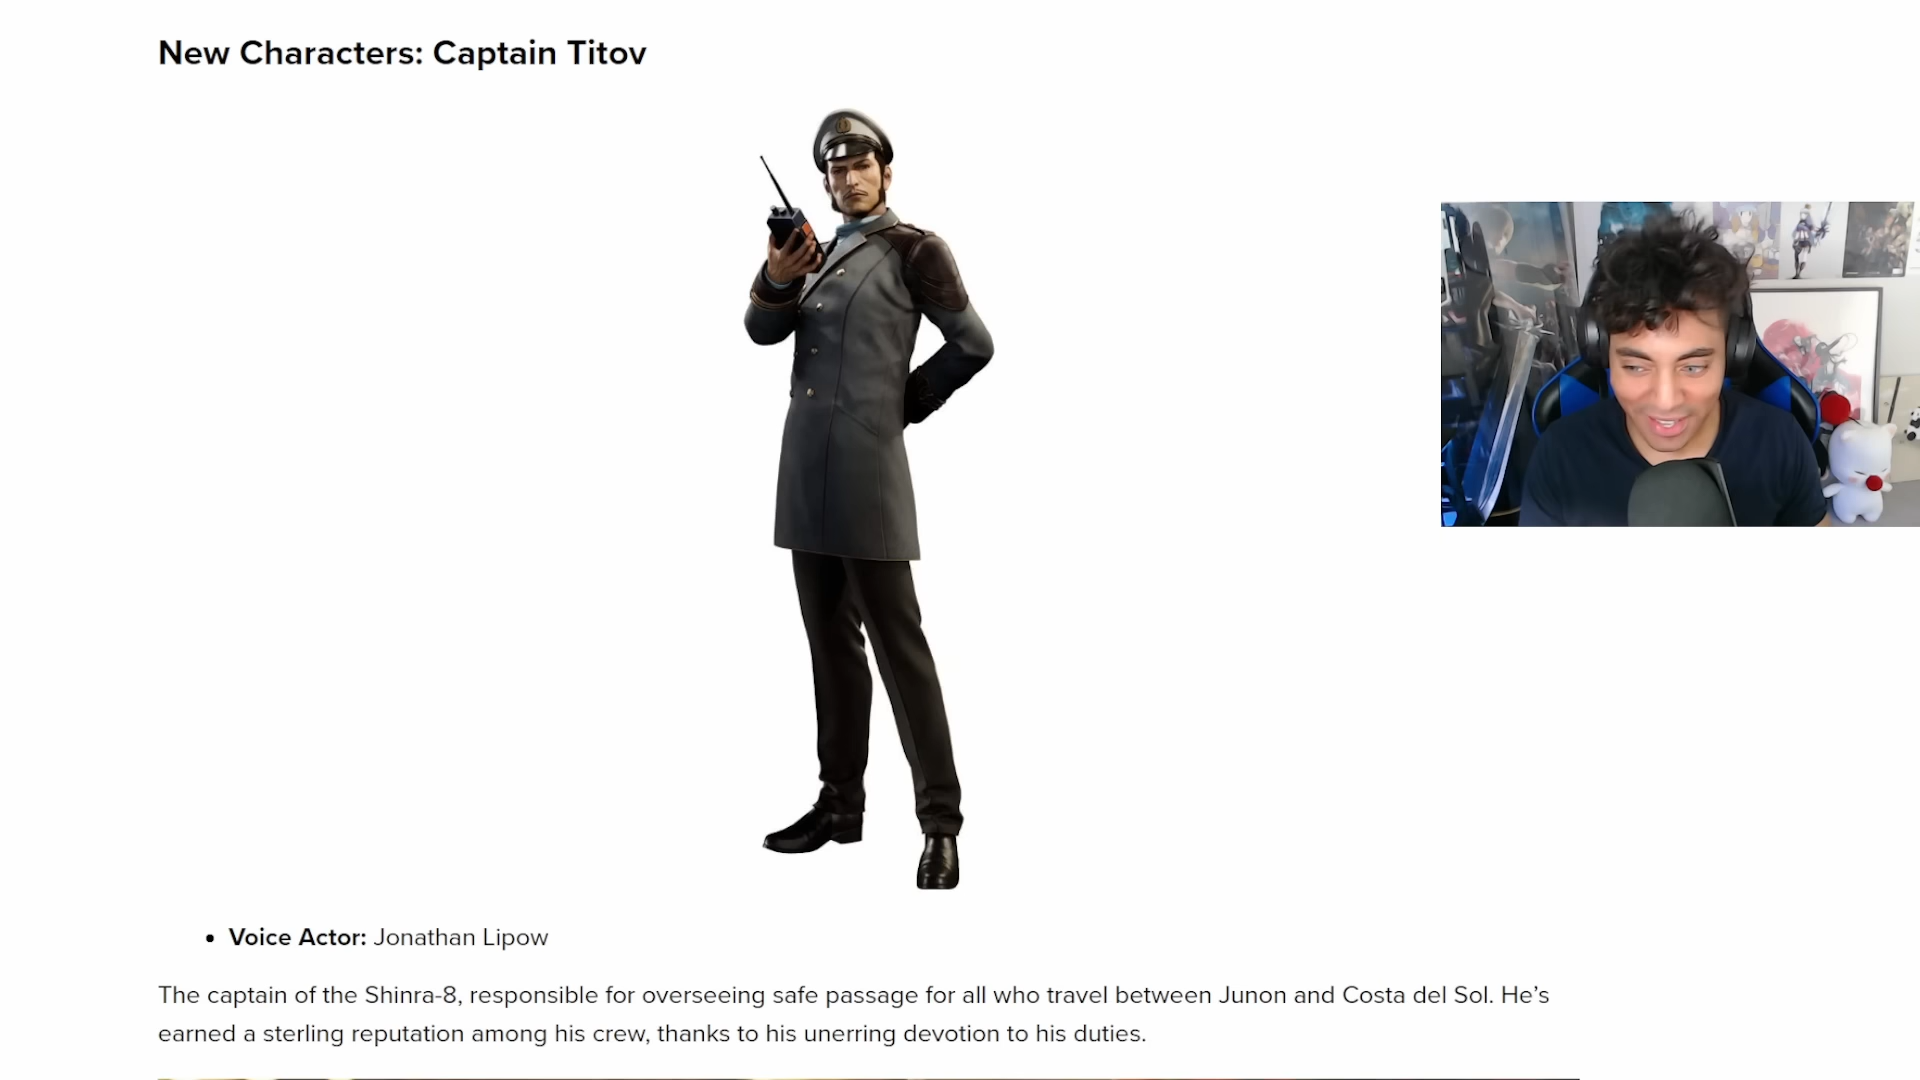 New Characters: Captain Titov
• Voice Actor: Jonathan Lipow
The captain of the Shinra-8, responsible for overseeing safe passage for all who travel between Junon and Costa del Sol. He’s
earned a sterling reputation among his crew, thanks to his unerring devotion to his duties.